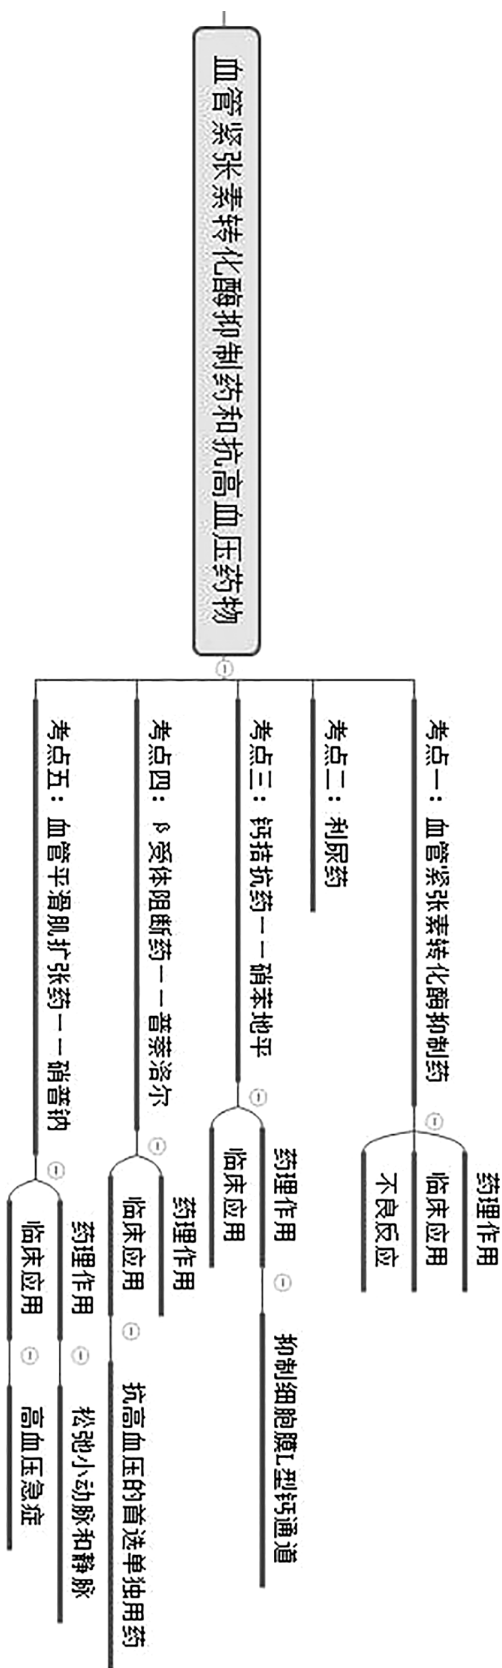 血管紧张素转化酶抑制药和抗高血压药物
考点一：血管紧张素转化酶抑制药
药理作用
临床应用
不良反应
考点二：利尿药
考点三：钙拮抗药——硝苯地平
药理作用
抑制细胞膜L型钙通道
临床应用
考点四：β受体阻断药——普萘洛尔
药理作用
临床应用
抗高血压的首选单独用药
考点五：血管平滑肌扩张药——硝普钠
药理作用
松弛小动脉和静脉
临床应用
高血压急症